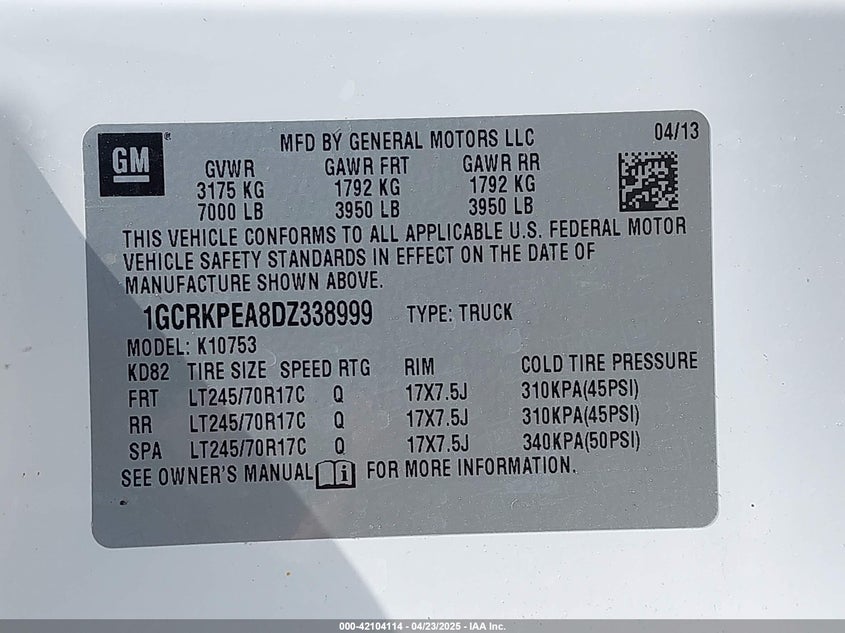 GM
®
MFD BY GENERAL MOTORS LLC
04/13
GVWR GAWR FRT GAWR RR
3175 KG 1792 KG 1792 KG
7000 LB 3950 LB 3950 LB
THIS VEHICLE CONFORMS TO ALL APPLICABLE U.S. FEDERAL MOTOR
VEHICLE SAFETY STANDARDS IN EFFECT ON THE DATE OF
MANUFACTURE SHOWN ABOVE.
1GCRKPEA8DZ338999 TYPE: TRUCK
MODEL: K10753
KD82 TIRE SIZE SPEED RTG RIM COLD TIRE PRESSURE
FRT LT245/70R17C Q 17X7.5J 310KPA(45PSI)
RR LT245/70R17C Q 17X7.5J 310KPA(45PSI)
SPA LT245/70R17C Q 17X7.5J 340KPA(50PSI)
SEE OWNER'S MANUAL i FOR MORE INFORMATION.
000-42104114 - 04/23/2025 - IAA Inc.